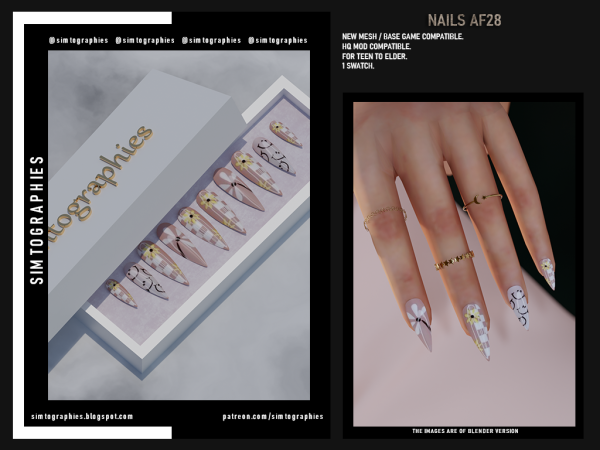 @simtographies @simtographies @simtographies @simtographies
SIMTOGRAPHIES
tographies
simtographies.blogspot.com
patreon.com/simtographies
NAILS AF28
NEW MESH / BASE GAME COMPATIBLE.
HQ MOD COMPATIBLE.
FOR TEEN TO ELDER.
1 SWATCH.
THE IMAGES ARE OF BLENDER VERSION